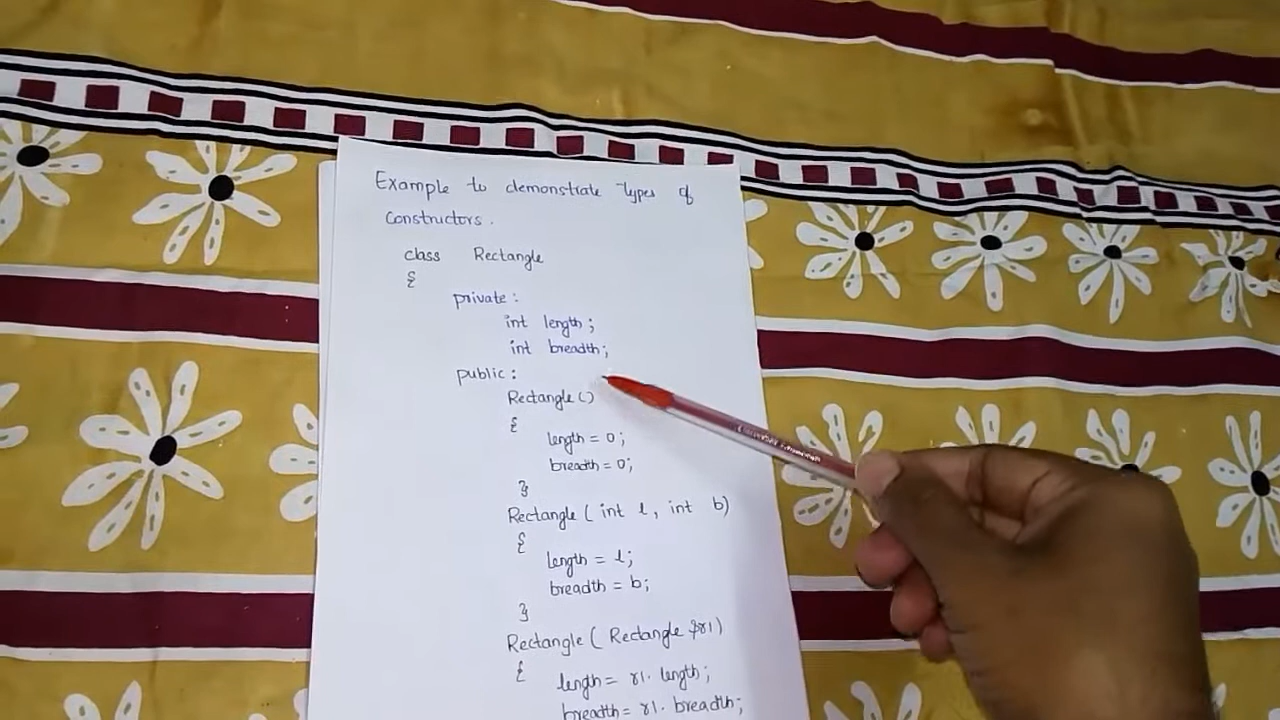 Example to demonstrate Types of
Constructors.
class Rectangle
{
private:
int length;
int breadth;
public:
Rectangle()
{
length = 0;
breadth = 0;
}
Rectangle ( int l, int b)
{
length = l;
breadth = b;
}
Rectangle ( Rectangle &r1)
{
length = r1. length;
breadth = r1. breadth;